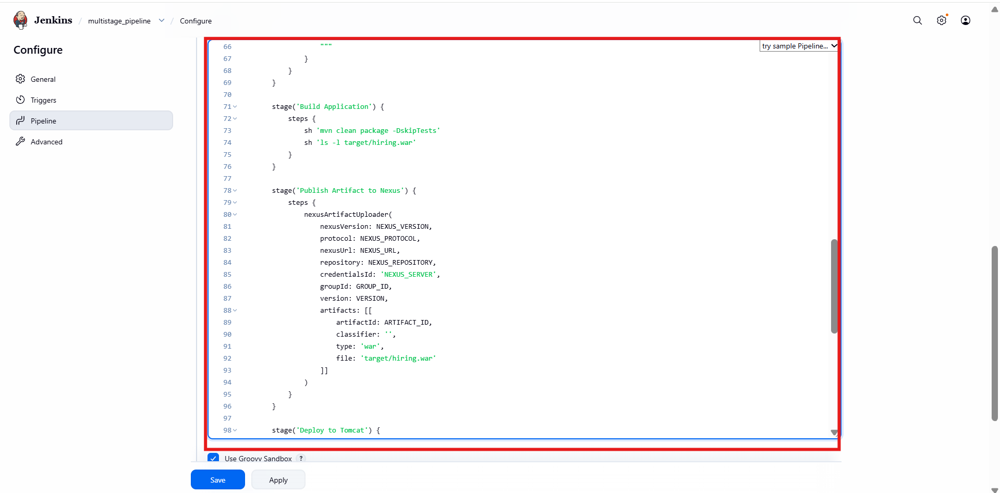 Jenkins / multistage_pipeline / Configure
Configure
General
Triggers
Pipeline
Advanced
try sample Pipeline...
66 """
67 }
68 }
69 }
70
71 stage('Build Application') {
72 steps {
73 sh 'mvn clean package -DskipTests'
74 sh 'ls -l target/hiring.war'
75 }
76 }
77
78 stage('Publish Artifact to Nexus') {
79 steps {
80 nexusArtifactUploader(
81 nexusVersion: NEXUS_VERSION,
82 protocol: NEXUS_PROTOCOL,
83 nexusUrl: NEXUS_URL,
84 repository: NEXUS_REPOSITORY,
85 credentialsId: 'NEXUS_SERVER',
86 groupId: GROUP_ID,
87 version: VERSION,
88 artifacts: [[
89 artifactId: ARTIFACT_ID,
90 classifier: '',
91 type: 'war',
92 file: 'target/hiring.war'
93 ]]
94 )
95 }
96 }
97
98 stage('Deploy to Tomcat') {
Use Groovy Sandbox ?
Save
Apply